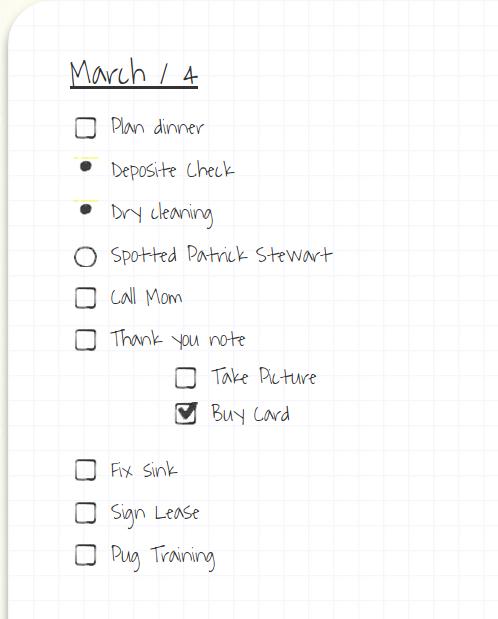 March / 4
Plan dinner
Deposite Check
Dry cleaning
Spotted Patrick Stewart
Call Mom
Thank you note
Take Picture
Buy Card
Fix sink
Sign Lease
Pug Training